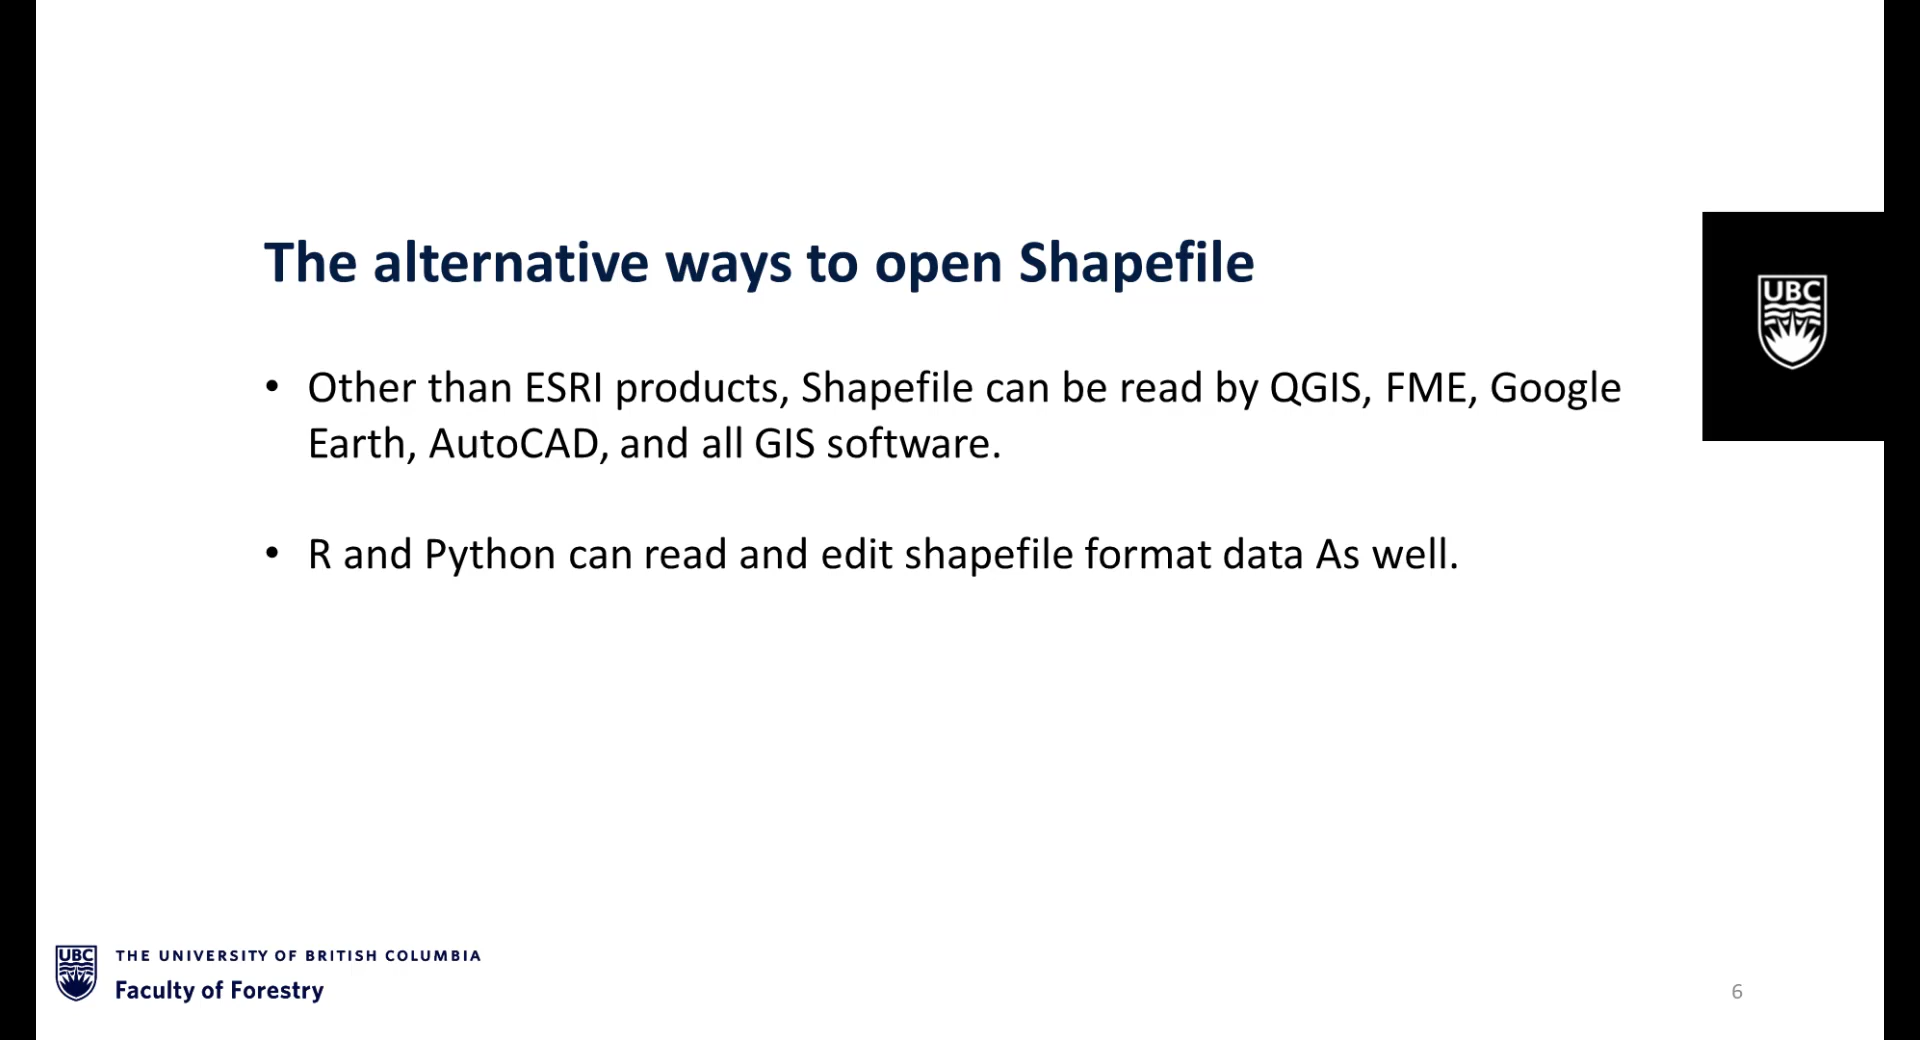 The alternative ways to open Shapefile
UBC
• Other than ESRI products, Shapefile can be read by QGIS, FME, Google
Earth, AutoCAD, and all GIS software.
• R and Python can read and edit shapefile format data As well.
UBC
THE UNIVERSITY OF BRITISH COLUMBIA
Faculty of Forestry
6